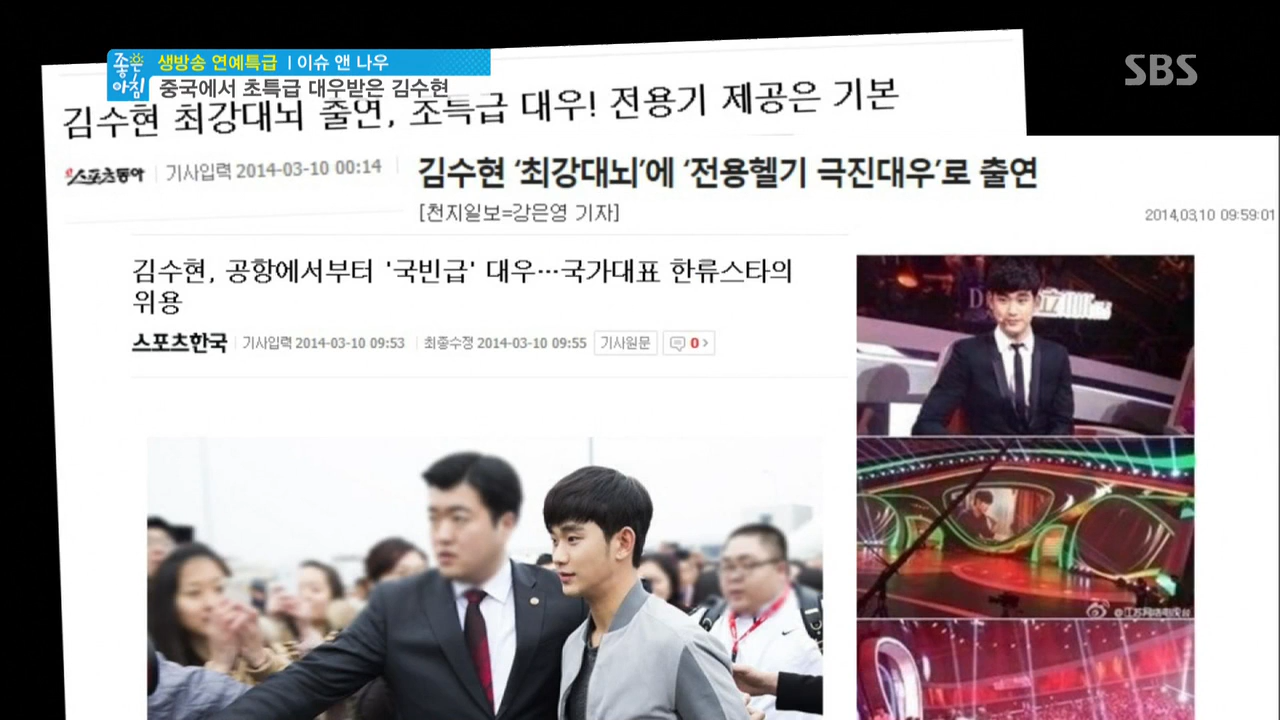 좋은
아침
생방송 연예특급 | 이슈 앤 나우
중국에서 초특급 대우받은 김수현
SBS
김수현 최강대뇌 출연, 초특급 대우! 전용기 제공은 기본
스포츠동아 | 기사입력 2014-03-10 00:14
김수현 ‘최강대뇌’에 ‘전용헬기 극진대우’로 출연
[천지일보=강은영 기자]
2014,03,10 09:59:01
김수현, 공항에서부터 '국빈급' 대우…국가대표 한류스타의
위용
스포츠한국 | 기사입력 2014-03-10 09:53 | 최종수정 2014-03-10 09:55 기사원문 0
@江苏网络电视台